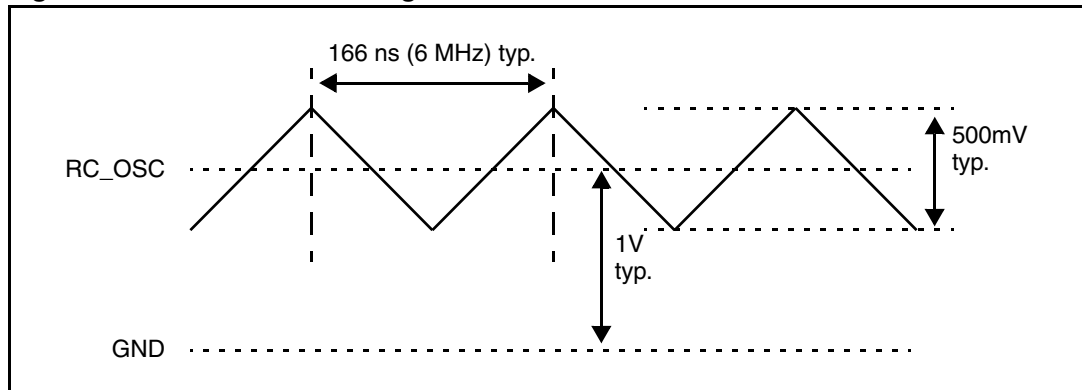 166 ns (6 MHz) typ.
RC_OSC
500mV
typ.
1V
typ.
GND